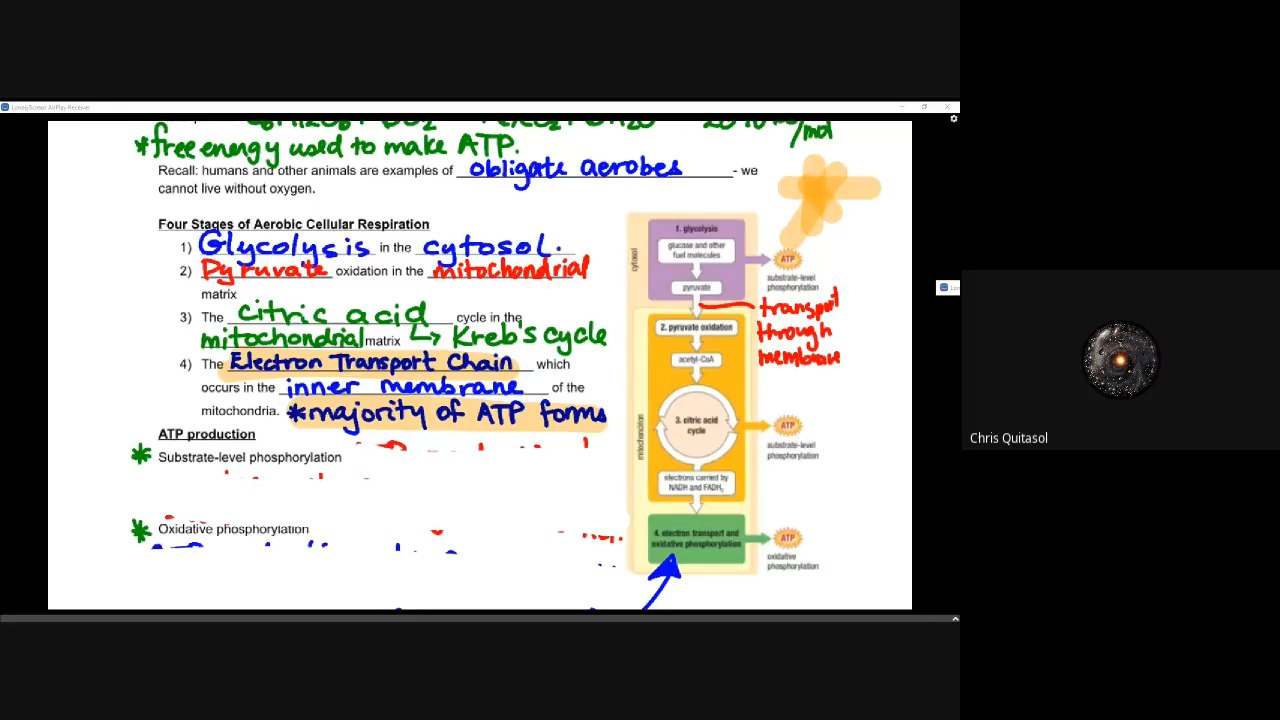 LonelyScreen AirPlay Receiver
/mol
*free energy used to make ATP.
Recall: humans and other animals are examples of obligate aerobes - we
cannot live without oxygen.
Four Stages of Aerobic Cellular Respiration
1) Glycolysis in the cytosol.
2) Pyruvate oxidation in the mitochondrial
matrix
3) The citric acid cycle in the
mitochondrial matrix ↳ Kreb's cycle
4) The Electron Transport Chain which
occurs in the inner membrane of the
mitochondria. *majority of ATP forms
ATP production
* Substrate-level phosphorylation
* Oxidative phosphorylation
cytosol
1. glycolysis
glucose and other
fuel molecules
pyruvate
ATP
substrate-level
phosphorylation
transport
through
membrane
mitochondrion
2. pyruvate oxidation
acetyl-CoA
3. citric acid
cycle
ATP
substrate-level
phosphorylation
electrons carried by
NADH and FADH₂
4. electron transport and
oxidative phosphorylation
ATP
oxidative
phosphorylation
Chris Quitasol